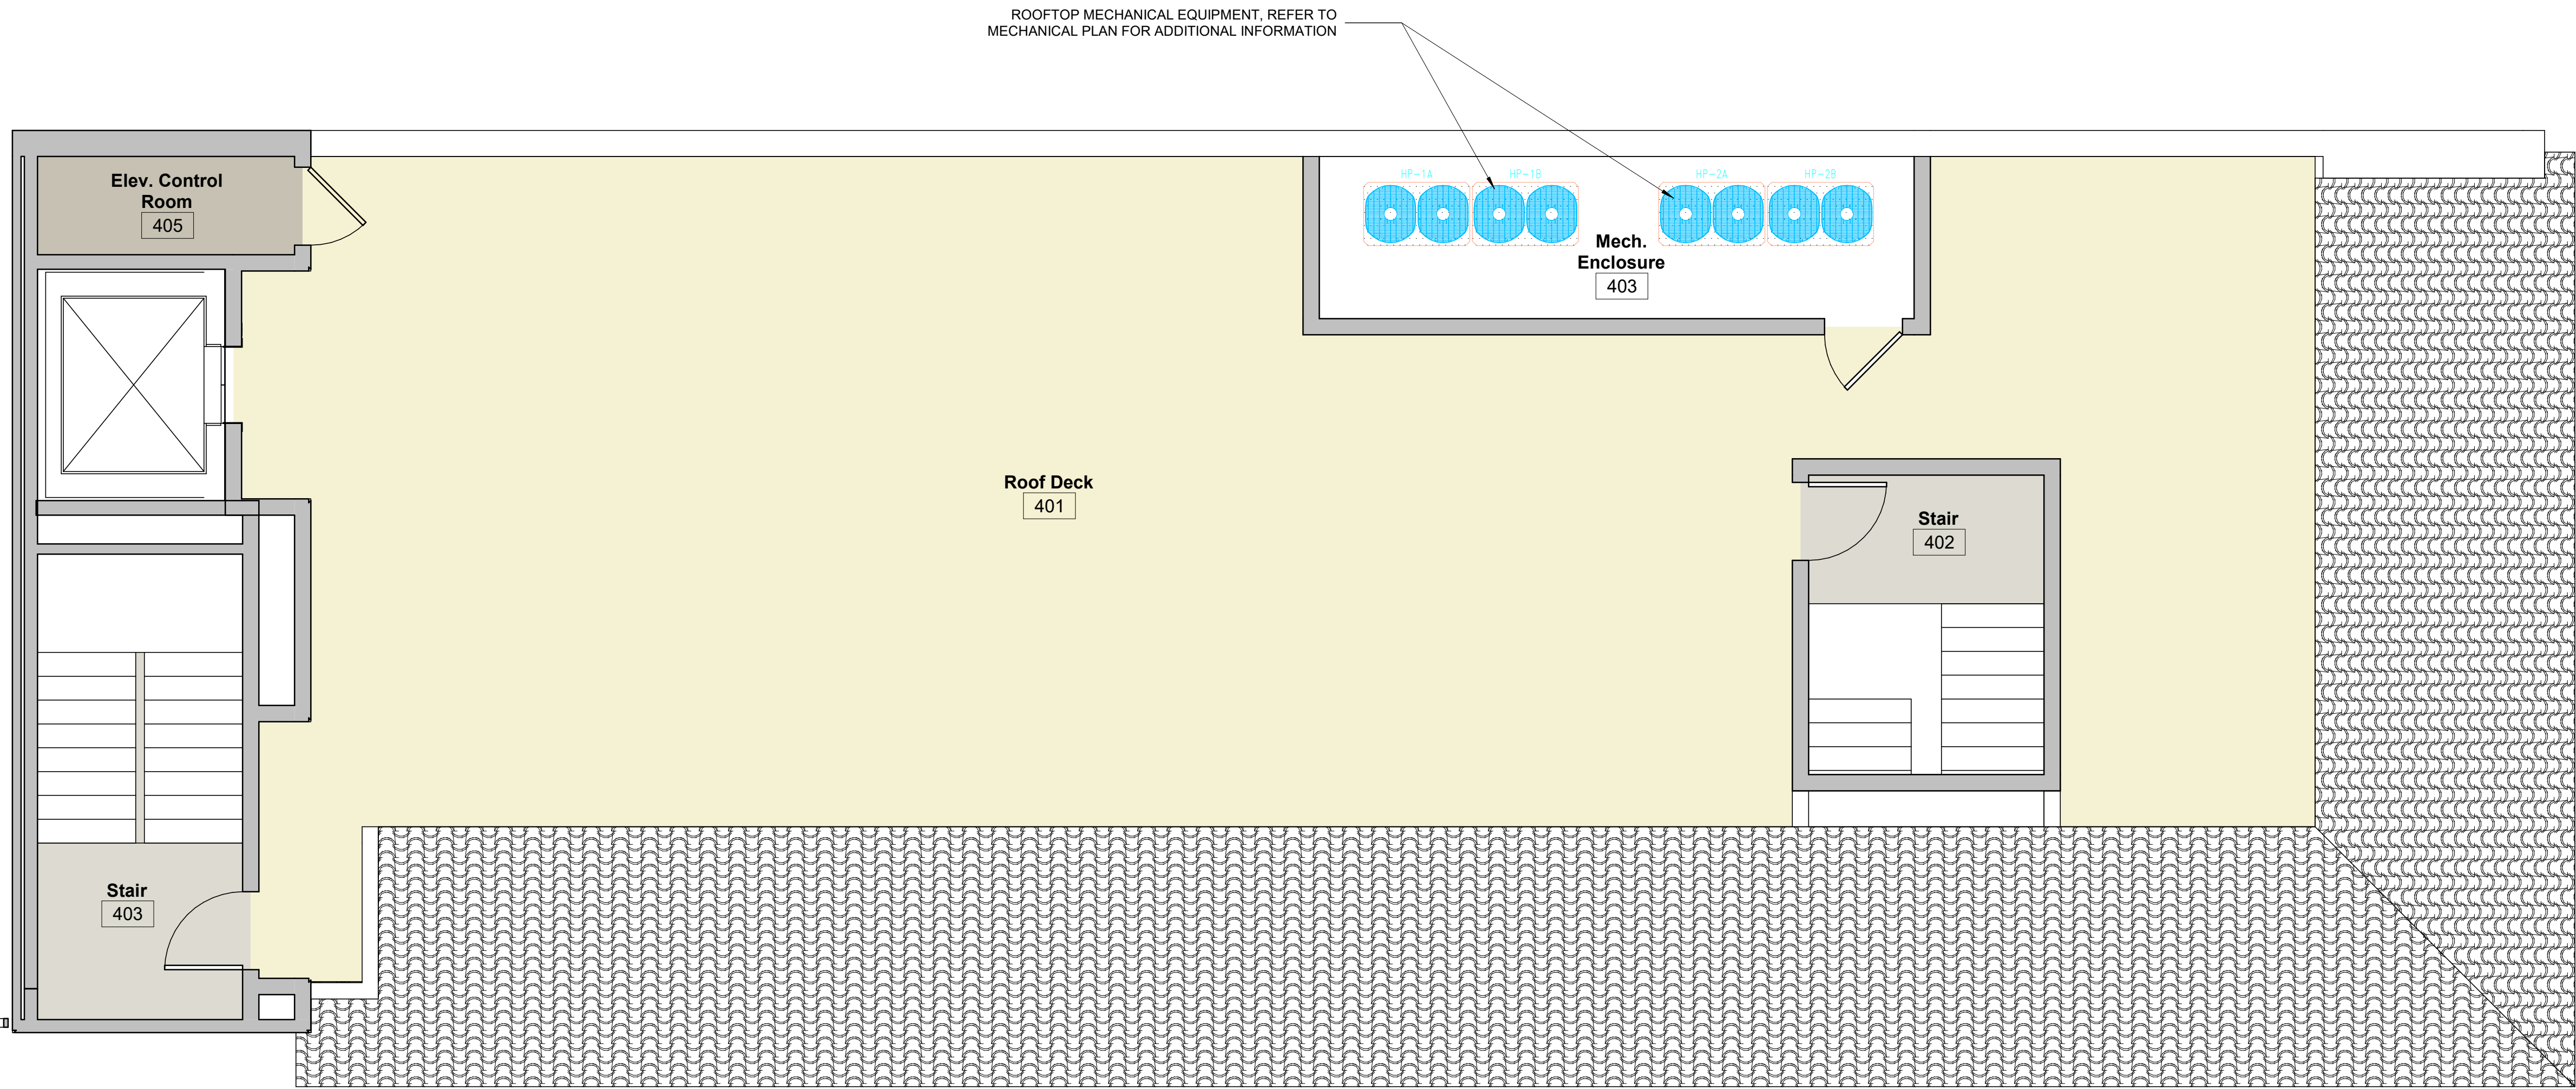 ROOFTOP MECHANICAL EQUIPMENT, REFER TO
MECHANICAL PLAN FOR ADDITIONAL INFORMATION
Elev. Control
Room
405
HP-1A
HP-1B
HP-2A
HP-2B
Mech.
Enclosure
403
Roof Deck
401
Stair
402
Stair
403